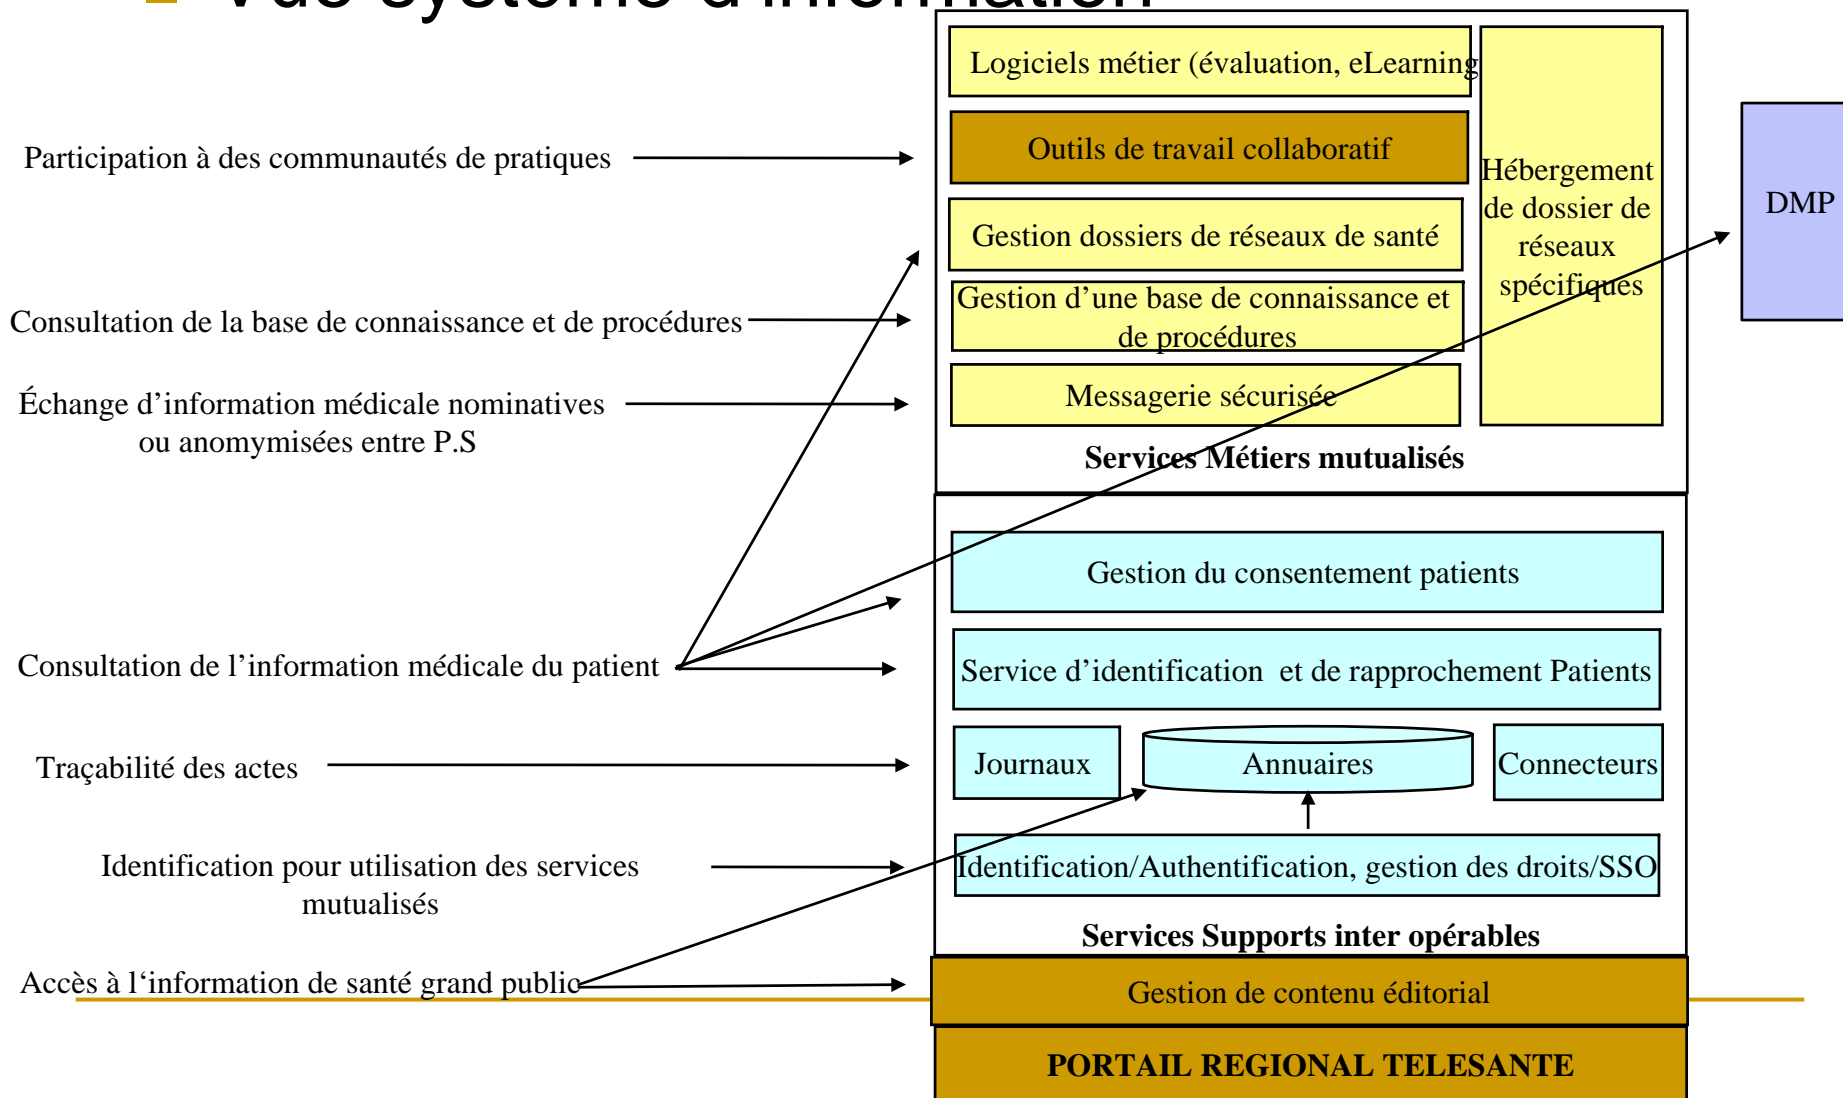 Vue système d'information
Logiciels métier (évaluation, eLearning
Outils de travail collaboratif
Gestion dossiers de réseaux de santé
Gestion d’une base de connaissance et
de procédures
Messagerie sécurisée
Hébergement
de dossier de
réseaux
spécifiques
Services Métiers mutualisés
DMP
Participation à des communautés de pratiques
Consultation de la base de connaissance et de procédures
Échange d’information médicale nominatives
ou anomymisées entre P.S
Consultation de l’information médicale du patient
Traçabilité des actes
Identification pour utilisation des services
mutualisés
Accès à l‘information de santé grand public
Gestion du consentement patients
Service d’identification et de rapprochement Patients
Journaux
Annuaires
Connecteurs
Identification/Authentification, gestion des droits/SSO
Services Supports inter opérables
Gestion de contenu éditorial
PORTAIL REGIONAL TELESANTE